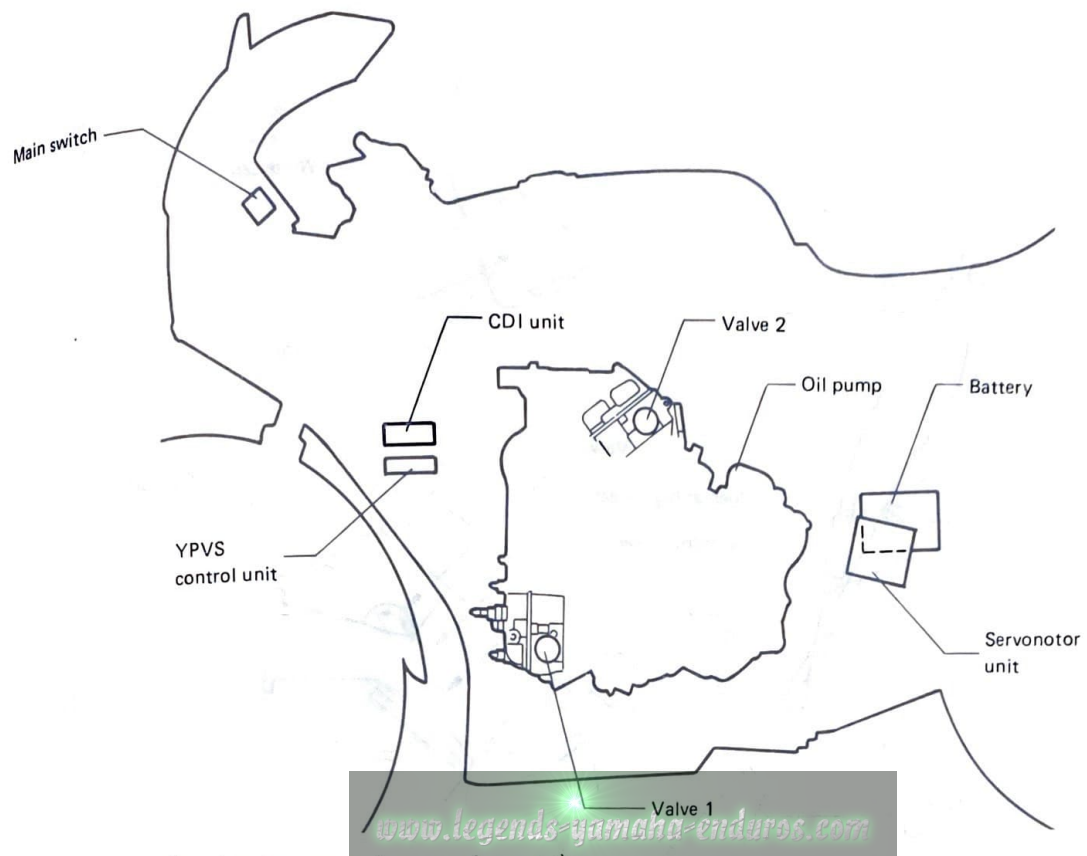 Main switch
CDI unit
Valve 2
Oil pump
Battery
YPVS
control unit
Servonotor
unit
Valve 1
www.legends-yamaha-enduros.com